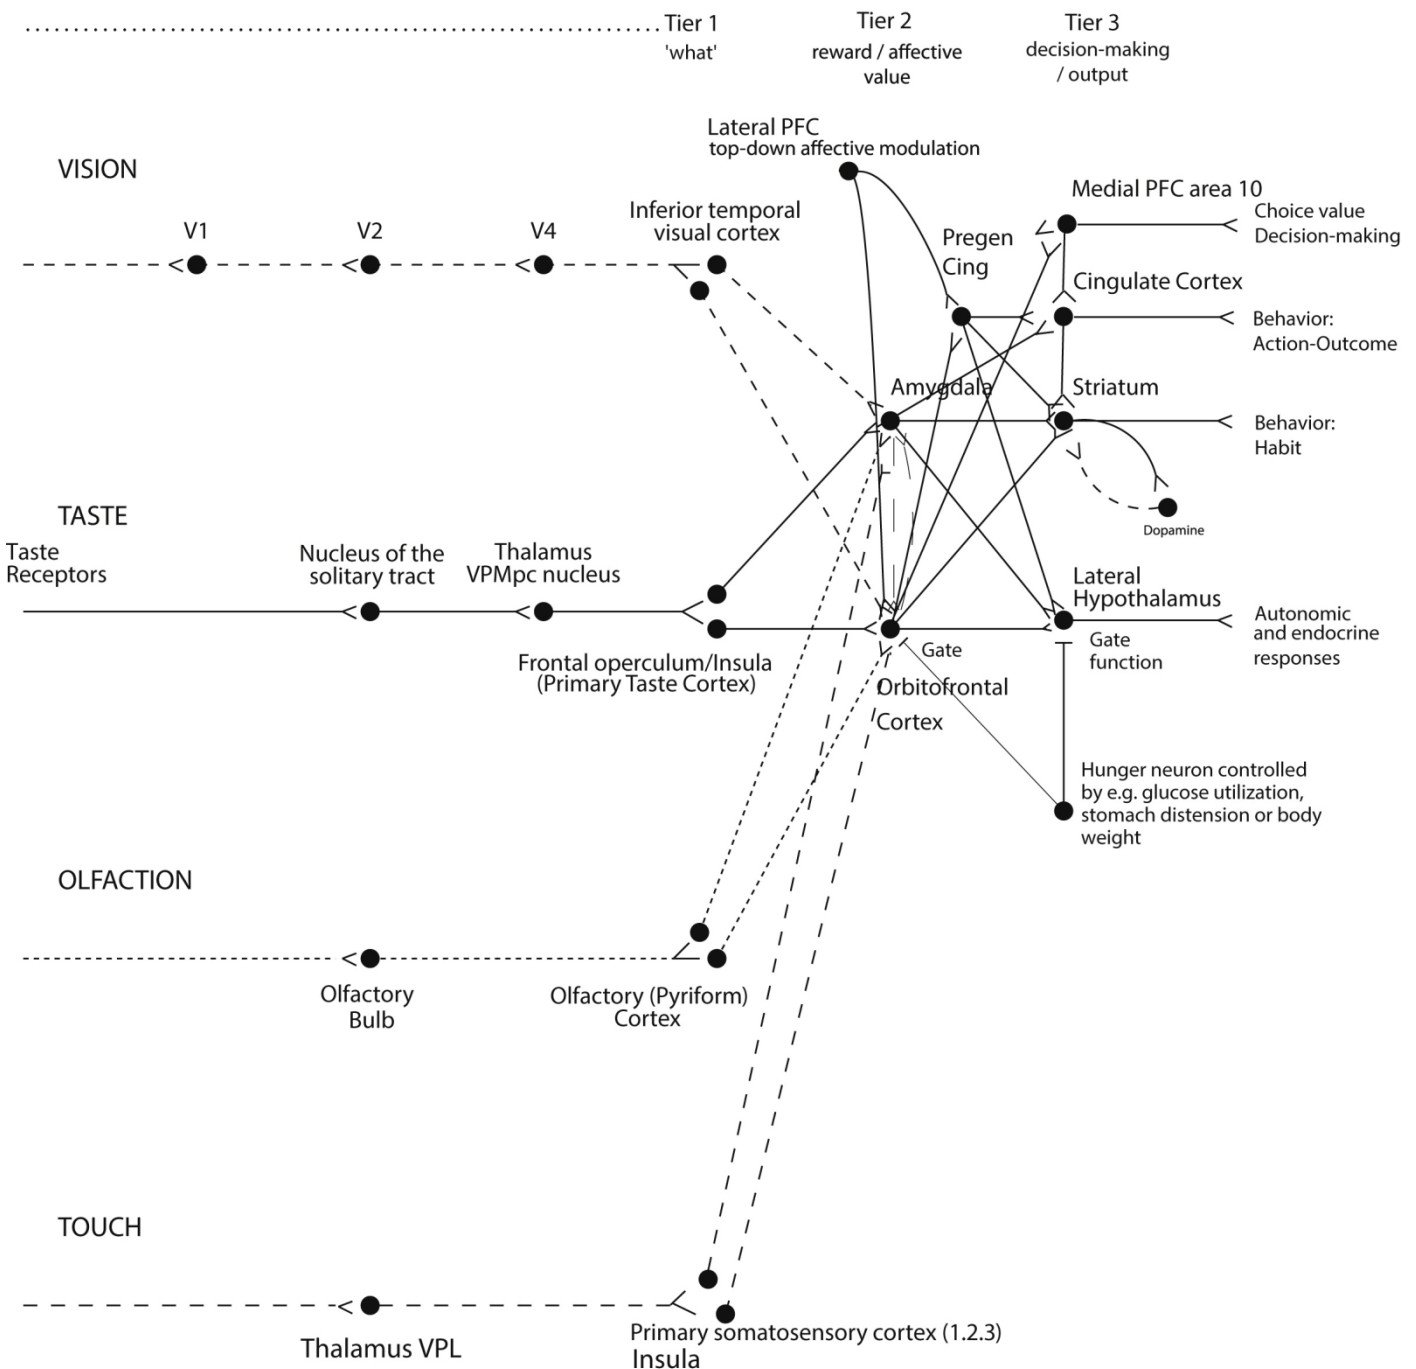 Tier 1
'what'
Tier 2
reward / affective
value
Tier 3
decision-making
/ output
Lateral PFC
top-down affective modulation
VISION
V1
V2
V4
Inferior temporal
visual cortex
Pregen
Cing
Medial PFC area 10
Choice value
Decision-making
Cingulate Cortex
Behavior:
Action-Outcome
Amygdala
Striatum
Behavior:
Habit
Dopamine
TASTE
Taste
Receptors
Nucleus of the
solitary tract
Thalamus
VPMpc nucleus
Frontal operculum/Insula
(Primary Taste Cortex)
Gate
Orbitofrontal
Cortex
Lateral
Hypothalamus
Gate
function
Autonomic
and endocrine
responses
Hunger neuron controlled
by e.g. glucose utilization,
stomach distension or body
weight
OLFACTION
Olfactory
Bulb
Olfactory (Pyriform)
Cortex
TOUCH
Thalamus VPL
Primary somatosensory cortex (1.2.3)
Insula